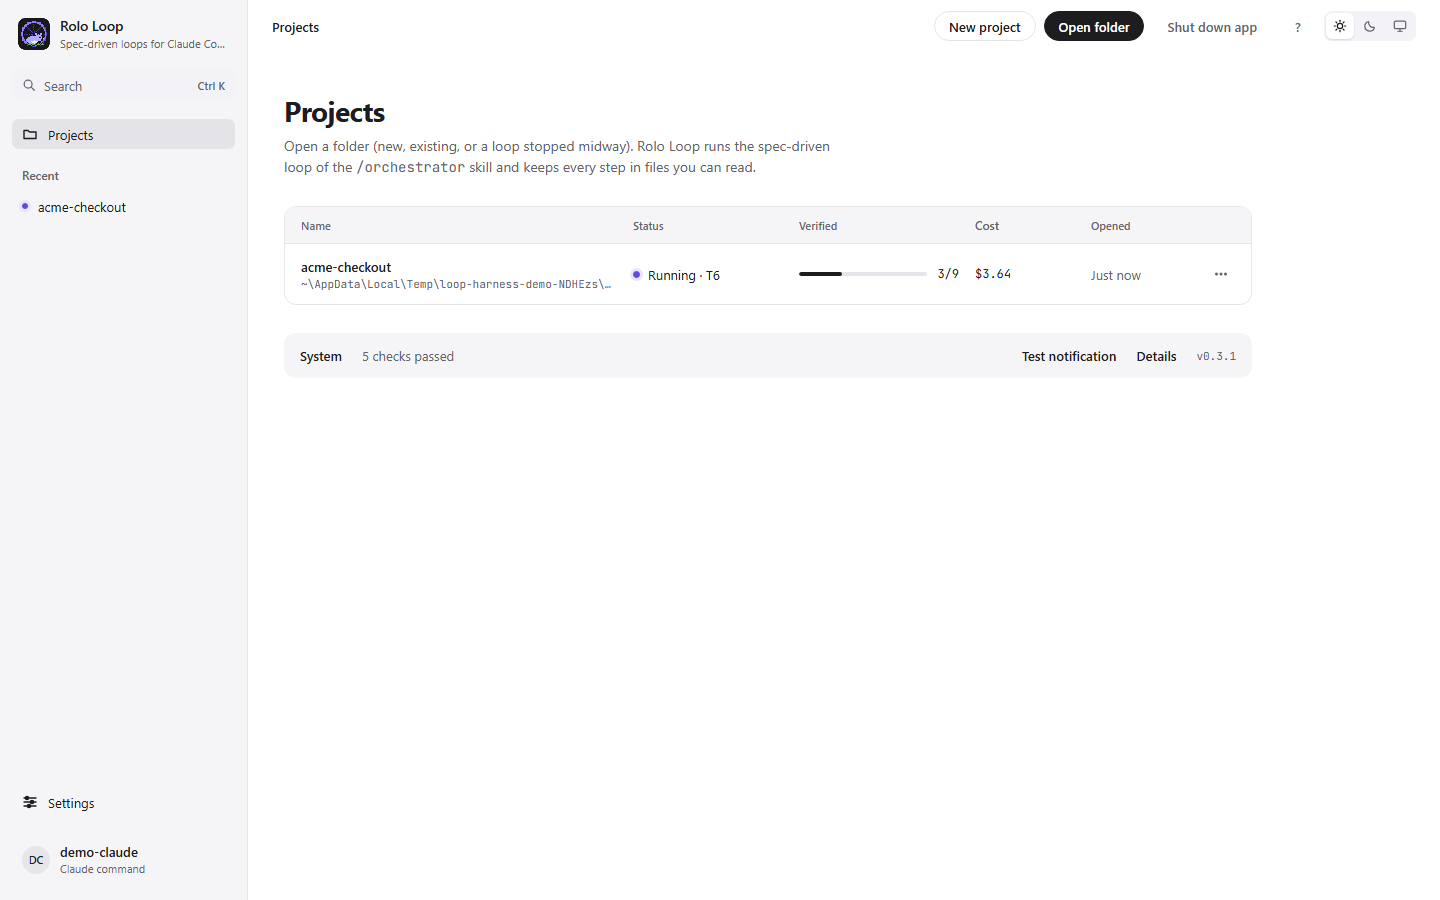 Rolo Loop
Spec-driven loops for Claude Co...
Search
Ctrl K
Projects
Recent
acme-checkout
Settings
DC
demo-claude
Claude command
Projects
New project
Open folder
Shut down app
?
Projects
Open a folder (new, existing, or a loop stopped midway). Rolo Loop runs the spec-driven
loop of the /orchestrator skill and keeps every step in files you can read.
Name
Status
Verified
Cost
Opened
acme-checkout
~\AppData\Local\Temp\loop-harness-demo-NDHEzs\…
Running · T6
3/9
$3.64
Just now
System
5 checks passed
Test notification
Details
v0.3.1